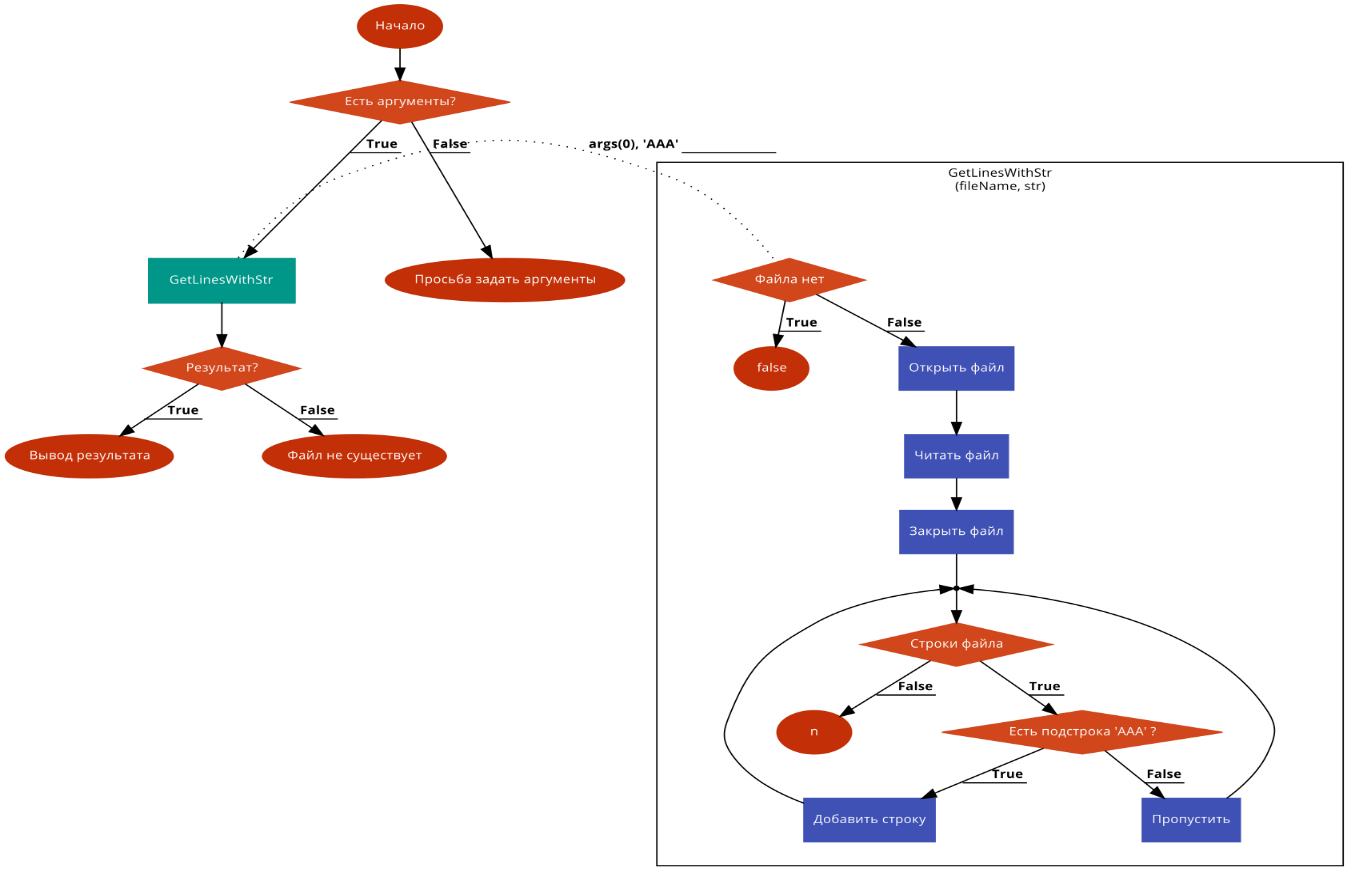 Начало
Есть аргументы?
True
False
args(0), 'AAA'
GetLinesWithStr
(fileName, str)
GetLinesWithStr
Просьба задать аргументы
Файла нет
True
False
Результат?
false
Открыть файл
True
False
Вывод результата
Файл не существует
Читать файл
Закрыть файл
Строки файла
False
True
n
Есть подстрока 'AAA' ?
True
False
Добавить строку
Пропустить